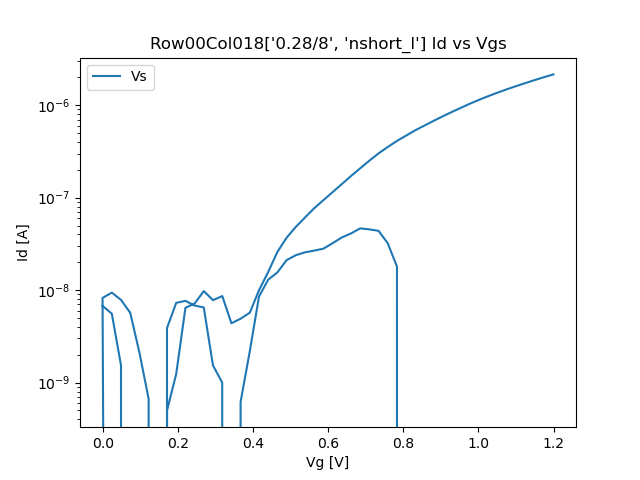 Row00Col018['0.28/8', 'nshort_l'] Id vs Vgs
Vs
10⁻⁶
10⁻⁷
10⁻⁸
10⁻⁹
Id [A]
0.0 0.2 0.4 0.6 0.8 1.0 1.2
Vg [V]